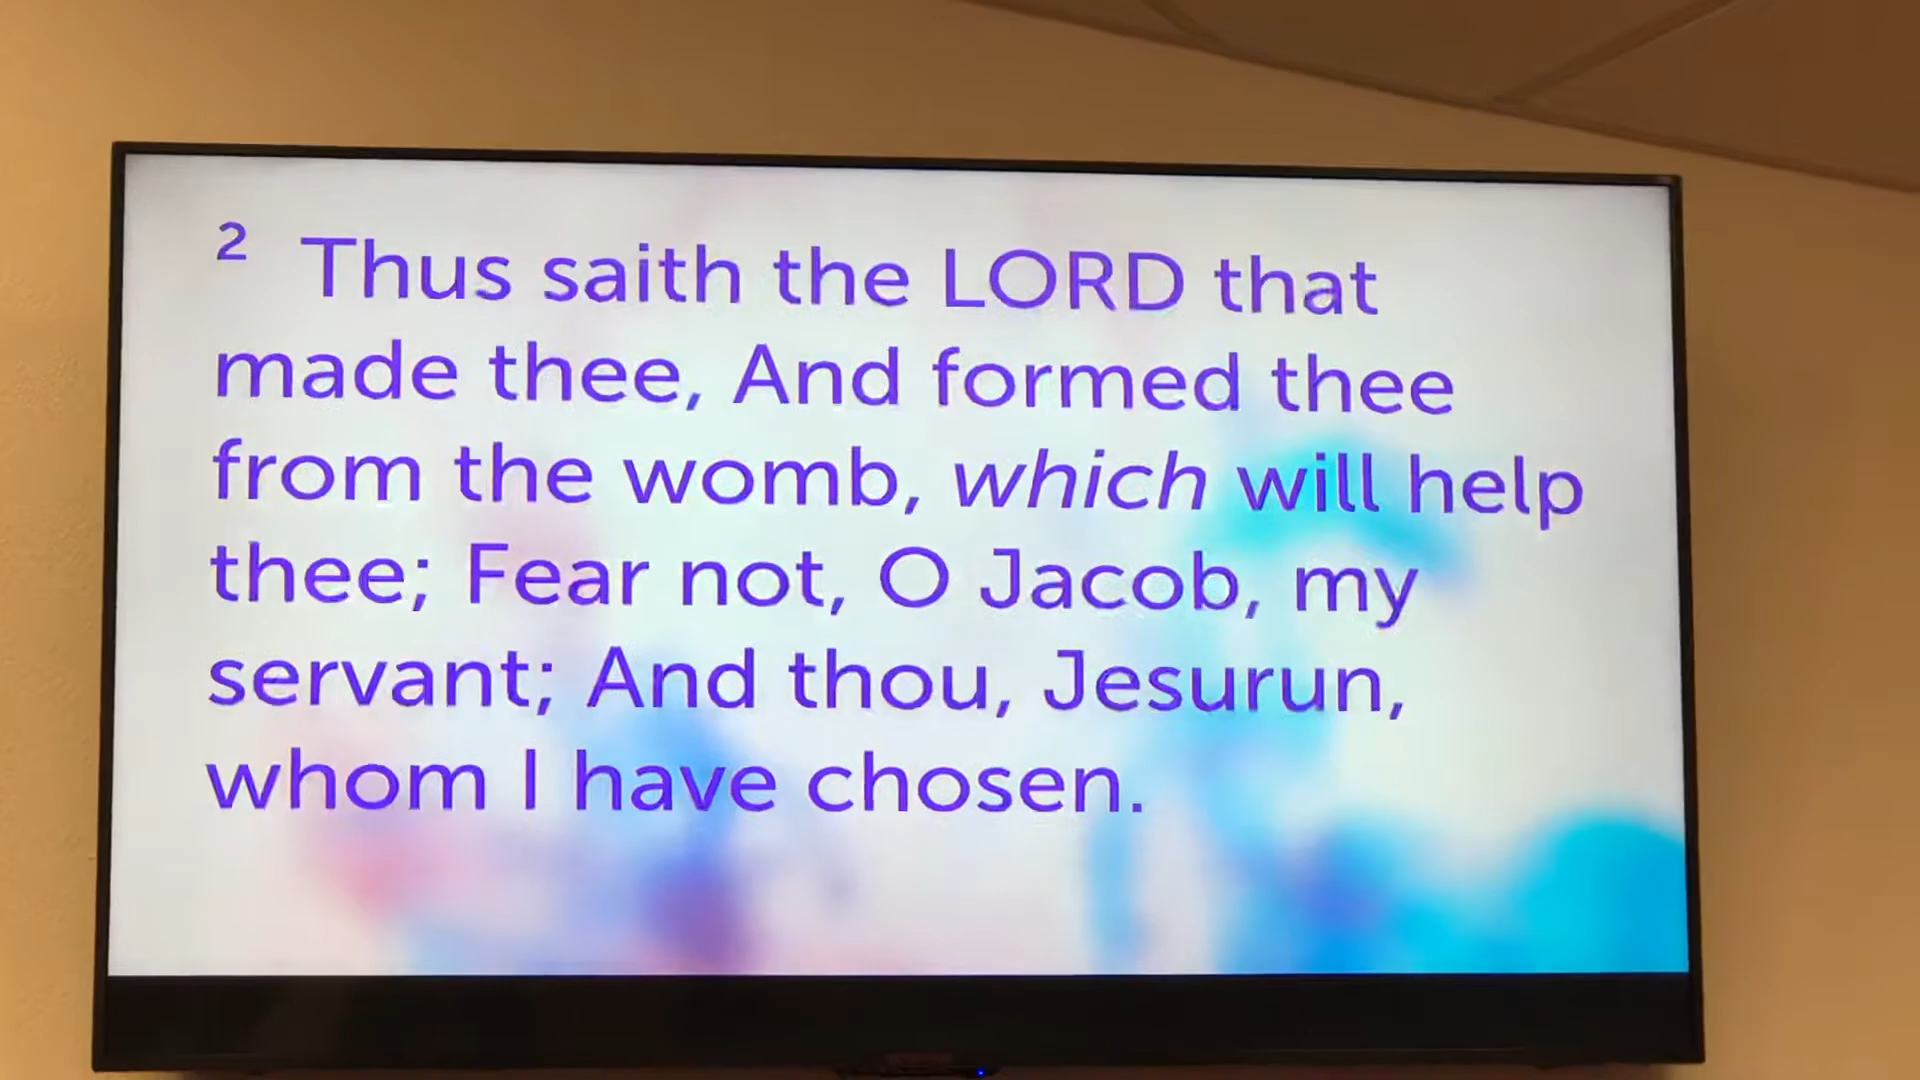 2 Thus saith the LORD that
made thee, And formed thee
from the womb, which will help
thee; Fear not, O Jacob, my
servant; And thou, Jesurun,
whom I have chosen.